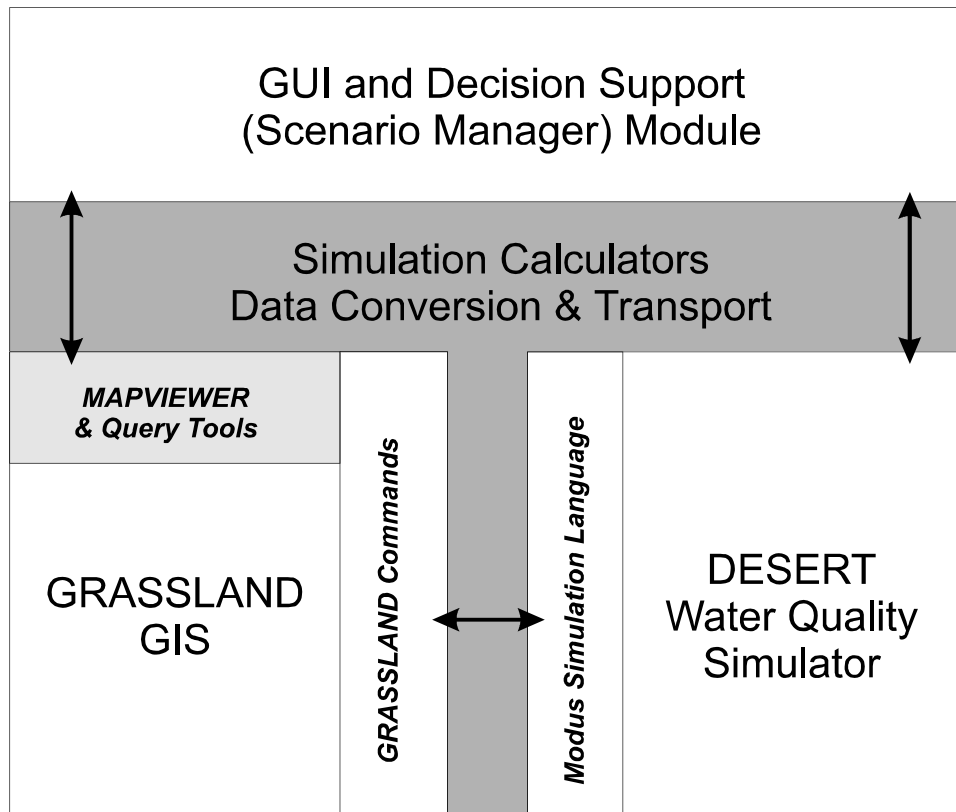 GUI and Decision Support
(Scenario Manager) Module
Simulation Calculators
Data Conversion & Transport
MAPVIEWER
& Query Tools
GRASSLAND
GIS
GRASSLAND Commands
Modus Simulation Language
DESERT
Water Quality
Simulator